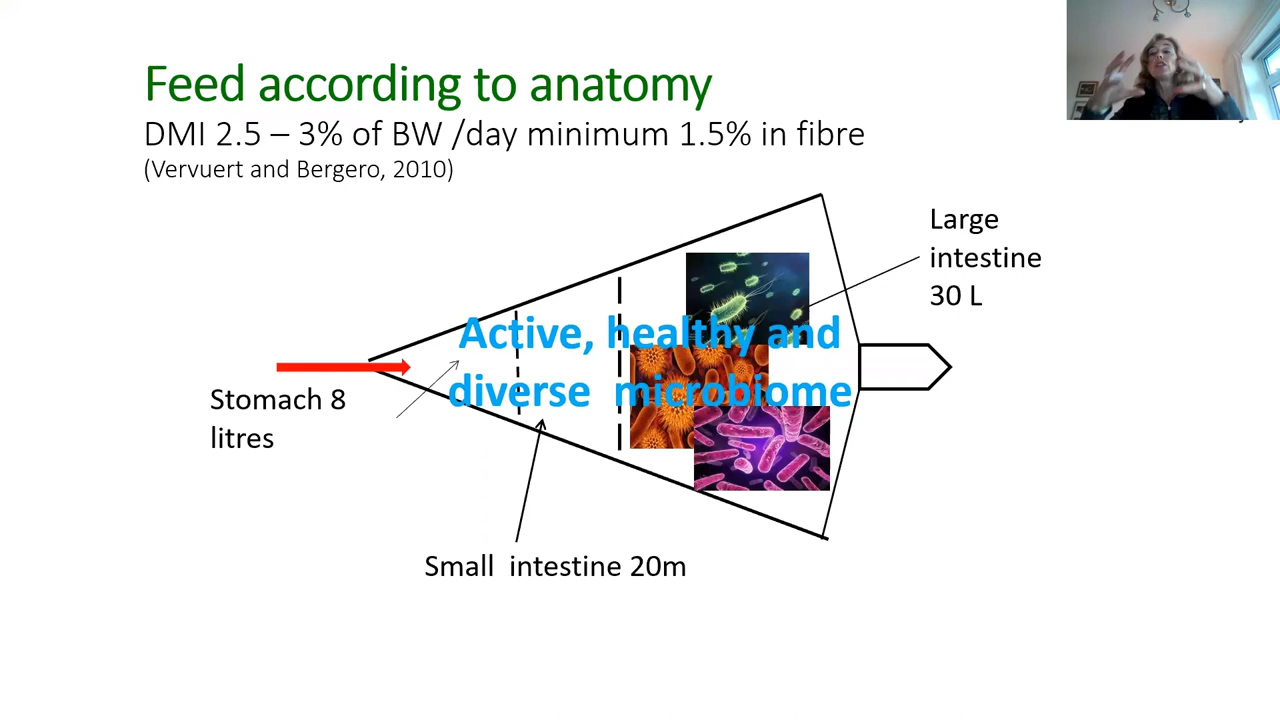 Feed according to anatomy
DMI 2.5 – 3% of BW /day minimum 1.5% in fibre
(Vervuert and Bergero, 2010)
Large
intestine
30 L
Active, healthy and
diverse microbiome
Stomach 8
litres
Small intestine 20m